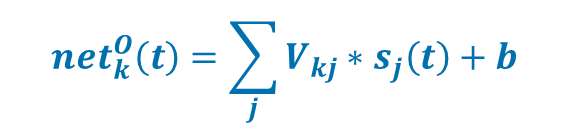 net_k^O(t) = ∑_j V_kj * s_j(t) + b